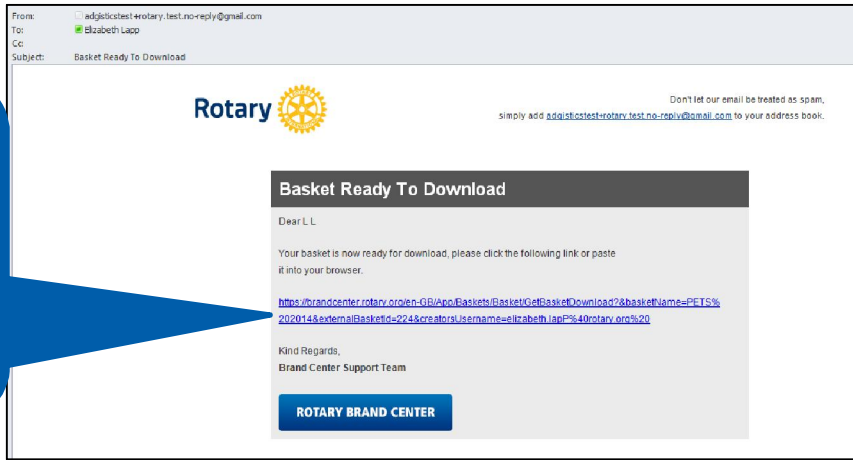 From: adgisticstest+rotary.test.no-reply@gmail.com
To: Elizabeth Lapp
Cc:
Subject: Basket Ready To Download
Rotary
Don't let our email be treated as spam,
simply add adgisticstest+rotary.test.no-reply@gmail.com to your address book.
Basket Ready To Download
Dear L L
Your basket is now ready for download, please click the following link or paste
it into your browser.
https://brandcenter.rotary.org/en-GB/App/Baskets/Basket/GetBasketDownload?&basketName=PETS%
202014&externalBasketId=224&creatorsUsername=elizabeth.lapP%40rotary.org%20
Kind Regards,
Brand Center Support Team
ROTARY BRAND CENTER